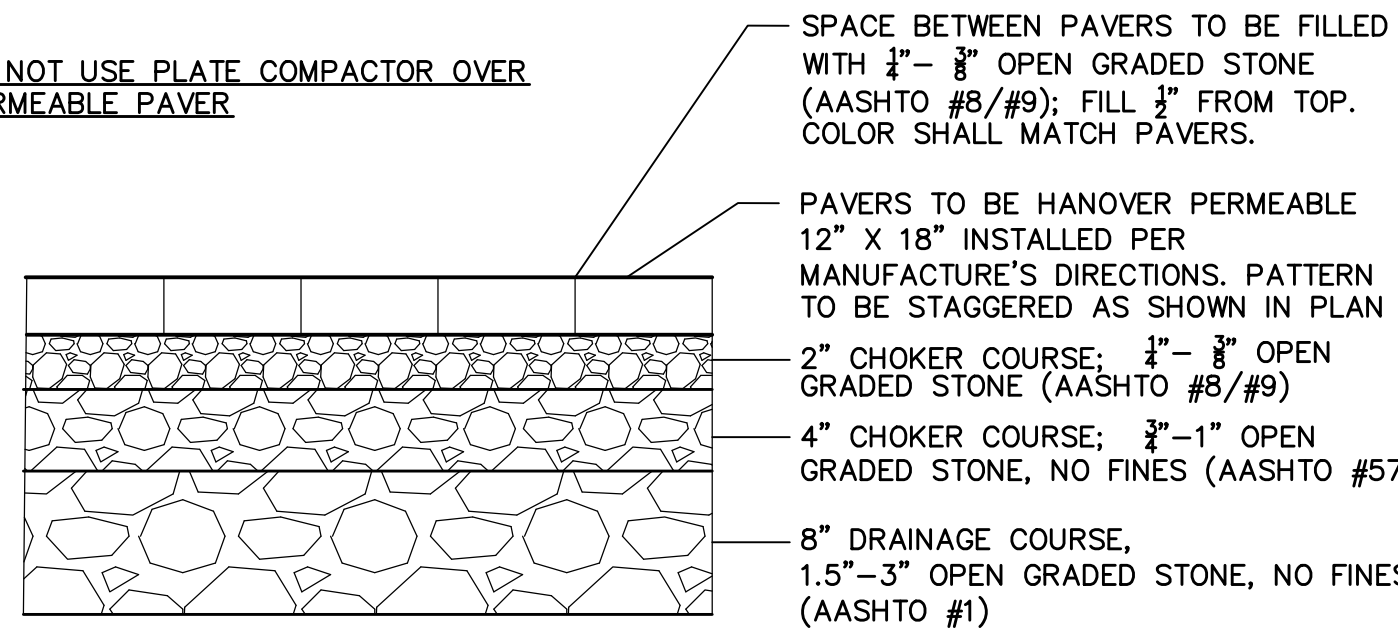 NOT USE PLATE COMPACTOR OVER
RMEABLE PAVER
SPACE BETWEEN PAVERS TO BE FILLED
WITH 1/4”– 3/8” OPEN GRADED STONE
(AASHTO #8/#9); FILL 1/2” FROM TOP.
COLOR SHALL MATCH PAVERS.
PAVERS TO BE HANOVER PERMEABLE
12” X 18” INSTALLED PER
MANUFACTURE’S DIRECTIONS. PATTERN
TO BE STAGGERED AS SHOWN IN PLAN
2” CHOKER COURSE; 1/4”– 3/8” OPEN
GRADED STONE (AASHTO #8/#9)
4” CHOKER COURSE; 3/4”–1” OPEN
GRADED STONE, NO FINES (AASHTO #57
8” DRAINAGE COURSE,
1.5”–3” OPEN GRADED STONE, NO FINES
(AASHTO #1)